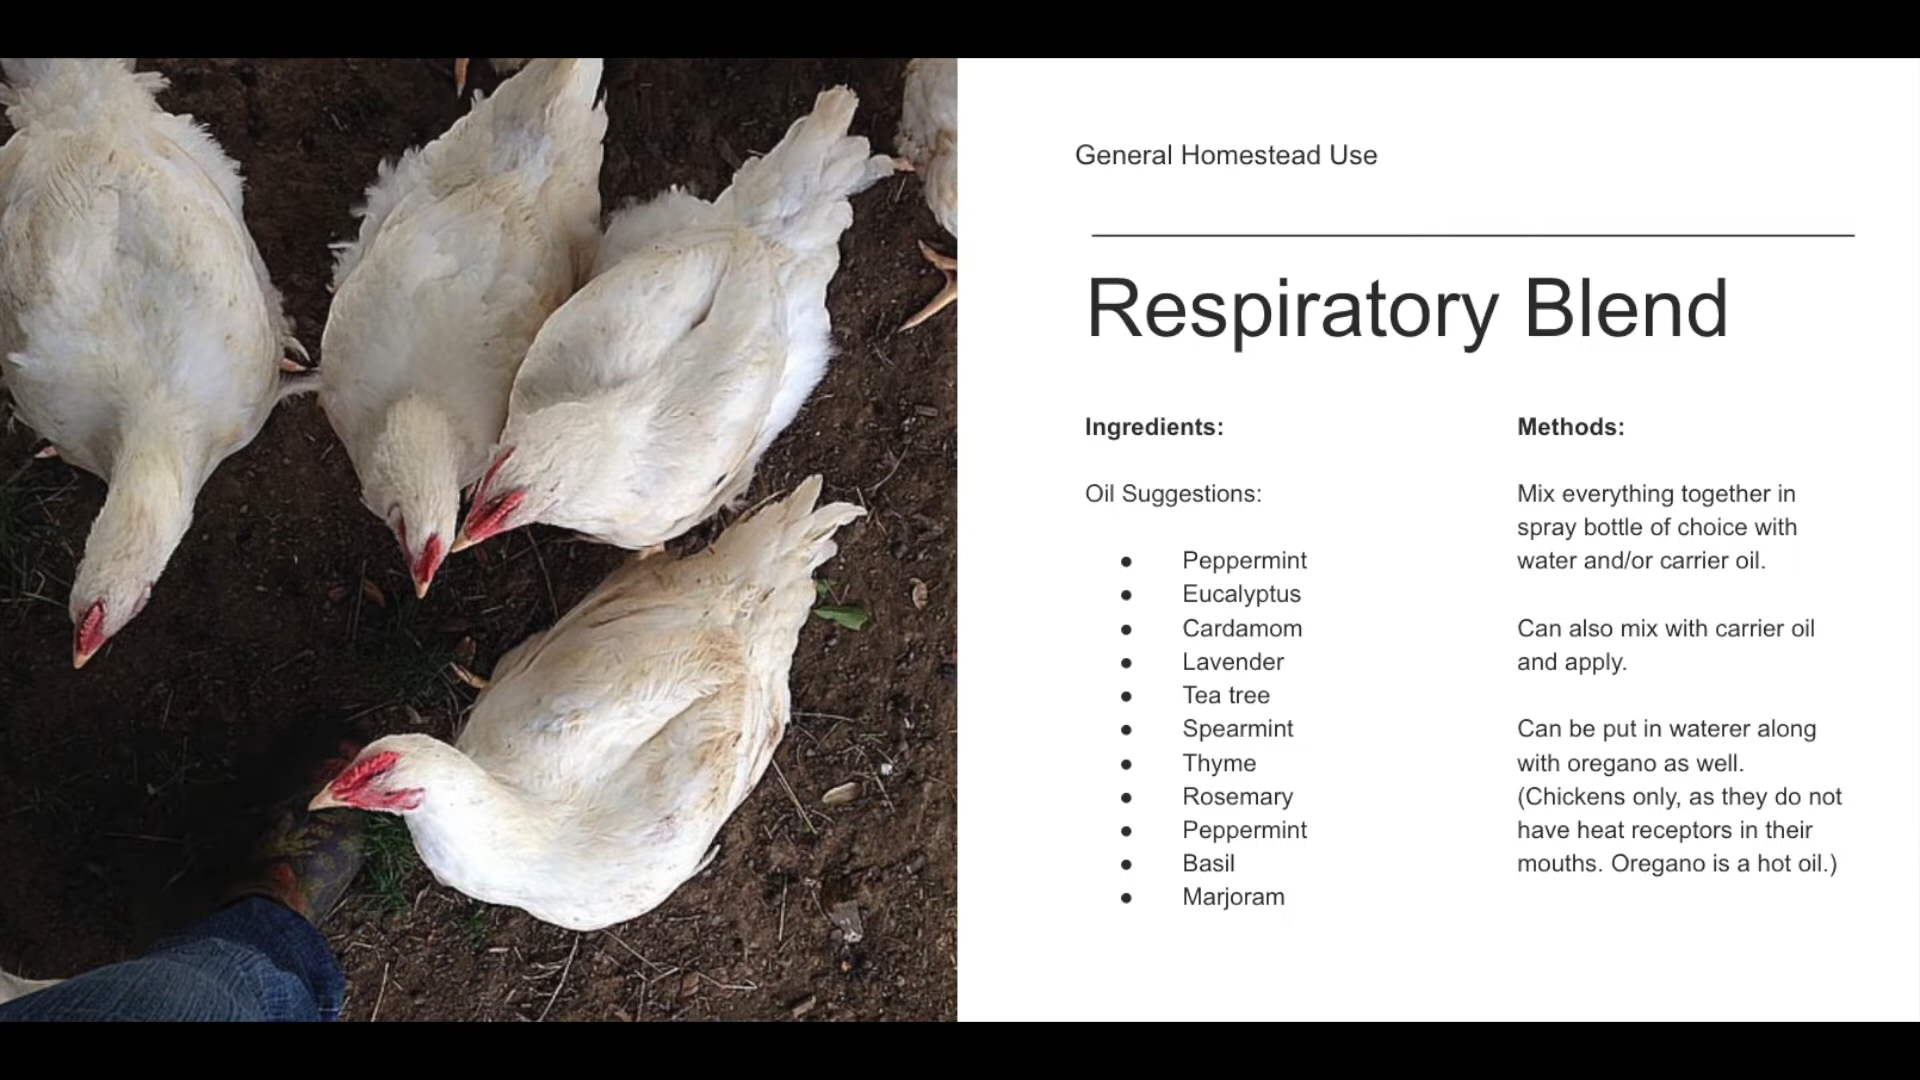 General Homestead Use
Respiratory Blend
Ingredients:
Oil Suggestions:
● Peppermint
● Eucalyptus
● Cardamom
● Lavender
● Tea tree
● Spearmint
● Thyme
● Rosemary
● Peppermint
● Basil
● Marjoram
Methods:
Mix everything together in
spray bottle of choice with
water and/or carrier oil.
Can also mix with carrier oil
and apply.
Can be put in waterer along
with oregano as well.
(Chickens only, as they do not
have heat receptors in their
mouths. Oregano is a hot oil.)